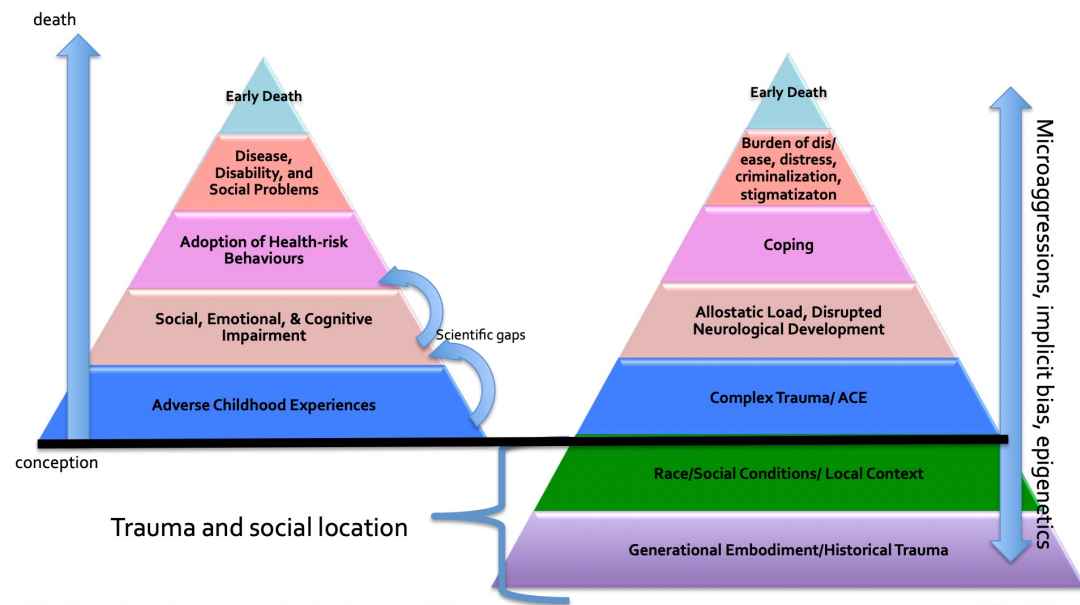 death
Early Death
Disease,
Disability, and
Social Problems
Adoption of Health-risk
Behaviours
Social, Emotional, & Cognitive
Impairment
Adverse Childhood Experiences
Scientific gaps
conception
Trauma and social location
Early Death
Burden of dis/
ease, distress,
criminalization,
stigmatizaton
Coping
Allostatic Load, Disrupted
Neurological Development
Complex Trauma/ ACE
Race/Social Conditions/ Local Context
Generational Embodiment/Historical Trauma
Microaggressions, implicit bias, epigenetics